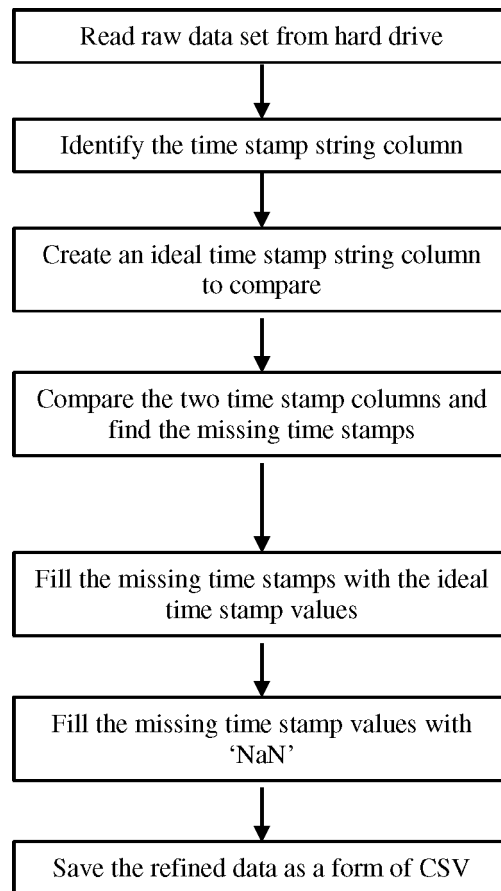 Read raw data set from hard drive
Identify the time stamp string column
Create an ideal time stamp string column
to compare
Compare the two time stamp columns and
find the missing time stamps
Fill the missing time stamps with the ideal
time stamp values
Fill the missing time stamp values with
‘NaN’
Save the refined data as a form of CSV